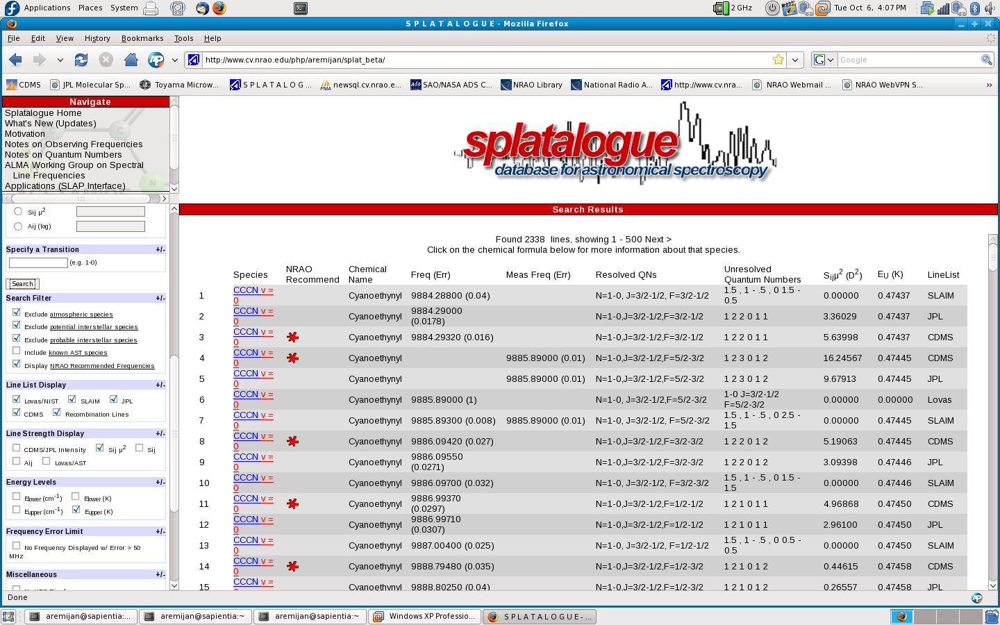 Applications Places System 2 GHz Tue Oct 6, 4:07 PM
S P L A T A L O G U E - Mozilla Firefox
File Edit View History Bookmarks Tools Help
http://www.cv.nrao.edu/php/aremijan/splat_beta/ Google
CDMS JPL Molecular Sp... Toyama Microw... S P L A T A L O G ... newsql.cv.nrao.e... SAO/NASA ADS C... NRAO Library National Radio A... http://www.cv.nra... NRAO Webmail ... NRAO WebVPN S... »
Navigate
Splatalogue Home
What's New (Updates)
Motivation
Notes on Observing Frequencies
Notes on Quantum Numbers
ALMA Working Group on Spectral
Line Frequencies
Applications (SLAP Interface)
Sij μ2
Aij (log)
Specify a Transition +/-
(e.g. 1-0)
Search
Search Filter +/-
Exclude atmospheric species
Exclude potential interstellar species
Exclude probable interstellar species
Include known AST species
Display NRAO Recommended Frequencies
Line List Display +/-
Lovas/NIST SLAIM JPL
CDMS Recombination Lines
Line Strength Display +/-
CDMS/JPL Intensity Sij μ2 Sij
Aij Lovas/AST
Energy Levels +/-
Elower (cm-1) Elower (K)
Eupper (cm-1) Eupper (K)
Frequency Error Limit +/-
No Frequency Displayed w/ Error > 50
MHz
Miscellaneous +/-
splatalogue
database for astronomical spectroscopy
Search Results
Found 2338 lines, showing 1 - 500 Next >
Click on the chemical formula below for more information about that species.
Species NRAO Recommend Chemical Name Freq (Err) Meas Freq (Err) Resolved QNs Unresolved Quantum Numbers Sijμ2 (D2) EU (K) LineList
1 CCCN v = 0 Cyanoethynyl 9884.28800 (0.04) N=1-0, J=3/2-1/2, F=3/2-1/2 1.5 , 1 - .5 , 0 1.5 - 0.5 0.00000 0.47437 SLAIM
2 CCCN v = 0 Cyanoethynyl 9884.29000 (0.0178) N=1-0,J=3/2-1/2,F=3/2-1/2 1 2 2 0 1 1 3.36029 0.47437 JPL
3 CCCN v = 0 Cyanoethynyl 9884.29320 (0.016) N=1-0,J=3/2-1/2,F=3/2-1/2 1 2 2 0 1 1 5.63998 0.47437 CDMS
4 CCCN v = 0 Cyanoethynyl 9885.89000 (0.01) N=1-0,J=3/2-1/2,F=5/2-3/2 1 2 3 0 1 2 16.24567 0.47445 CDMS
5 CCCN v = 0 Cyanoethynyl 9885.89000 (0.01) N=1-0,J=3/2-1/2,F=5/2-3/2 1 2 3 0 1 2 9.67913 0.47445 JPL
6 CCCN v = 0 Cyanoethynyl 9885.89000 (1) N=1-0, J=3/2-1/2,F=5/2-3/2 1-0 J=3/2-1/2 F=5/2-3/2 0.00000 0.00000 Lovas
7 CCCN v = 0 Cyanoethynyl 9885.89300 (0.008) 9885.89000 (0.01) N=1-0, J=3/2-1/2, F=5/2-3/2 1.5 , 1 - .5 , 0 2.5 - 1.5 0.00000 0.47445 SLAIM
8 CCCN v = 0 Cyanoethynyl 9886.09420 (0.027) N=1-0,J=3/2-1/2,F=3/2-3/2 1 2 2 0 1 2 5.19063 0.47445 CDMS
9 CCCN v = 0 Cyanoethynyl 9886.09550 (0.0271) N=1-0,J=3/2-1/2,F=3/2-3/2 1 2 2 0 1 2 3.09398 0.47446 JPL
10 CCCN v = 0 Cyanoethynyl 9886.09700 (0.032) N=1-0, J=3/2-1/2, F=3/2-3/2 1.5 , 1 - .5 , 0 1.5 - 1.5 0.00000 0.47446 SLAIM
11 CCCN v = 0 Cyanoethynyl 9886.99370 (0.0297) N=1-0,J=3/2-1/2,F=1/2-1/2 1 2 1 0 1 1 4.96868 0.47450 CDMS
12 CCCN v = 0 Cyanoethynyl 9886.99710 (0.0307) N=1-0,J=3/2-1/2,F=1/2-1/2 1 2 1 0 1 1 2.96100 0.47450 JPL
13 CCCN v = 0 Cyanoethynyl 9887.00400 (0.025) N=1-0, J=3/2-1/2, F=1/2-1/2 1.5 , 1 - .5 , 0 0.5 - 0.5 0.00000 0.47450 SLAIM
14 CCCN v = 0 Cyanoethynyl 9888.79480 (0.035) N=1-0,J=3/2-1/2,F=1/2-3/2 1 2 1 0 1 2 0.44615 0.47458 CDMS
15 CCCN v = 0 Cyanoethynyl 9888.80250 (0.04) N=1-0,J=3/2-1/2,F=1/2-3/2 1 2 1 0 1 2 0.26557 0.47458 JPL
Done
aremijan@sapientia:... aremijan@sapientia:~ aremijan@sapientia:~ Windows XP Professio... S P L A T A L O G U E - ...